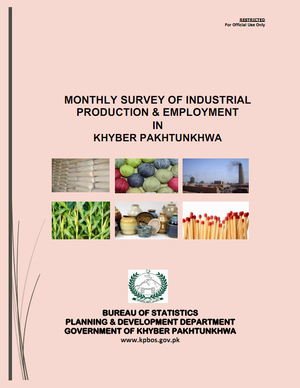 RESTRICTED
For Official Use Only
MONTHLY SURVEY OF INDUSTRIAL
PRODUCTION & EMPLOYMENT
IN
KHYBER PAKHTUNKHWA
BUREAU OF STATISTICS
PLANNING & DEVELOPMENT DEPARTMENT
GOVERNMENT OF KHYBER PAKHTUNKHWA
www.kpbos.gov.pk